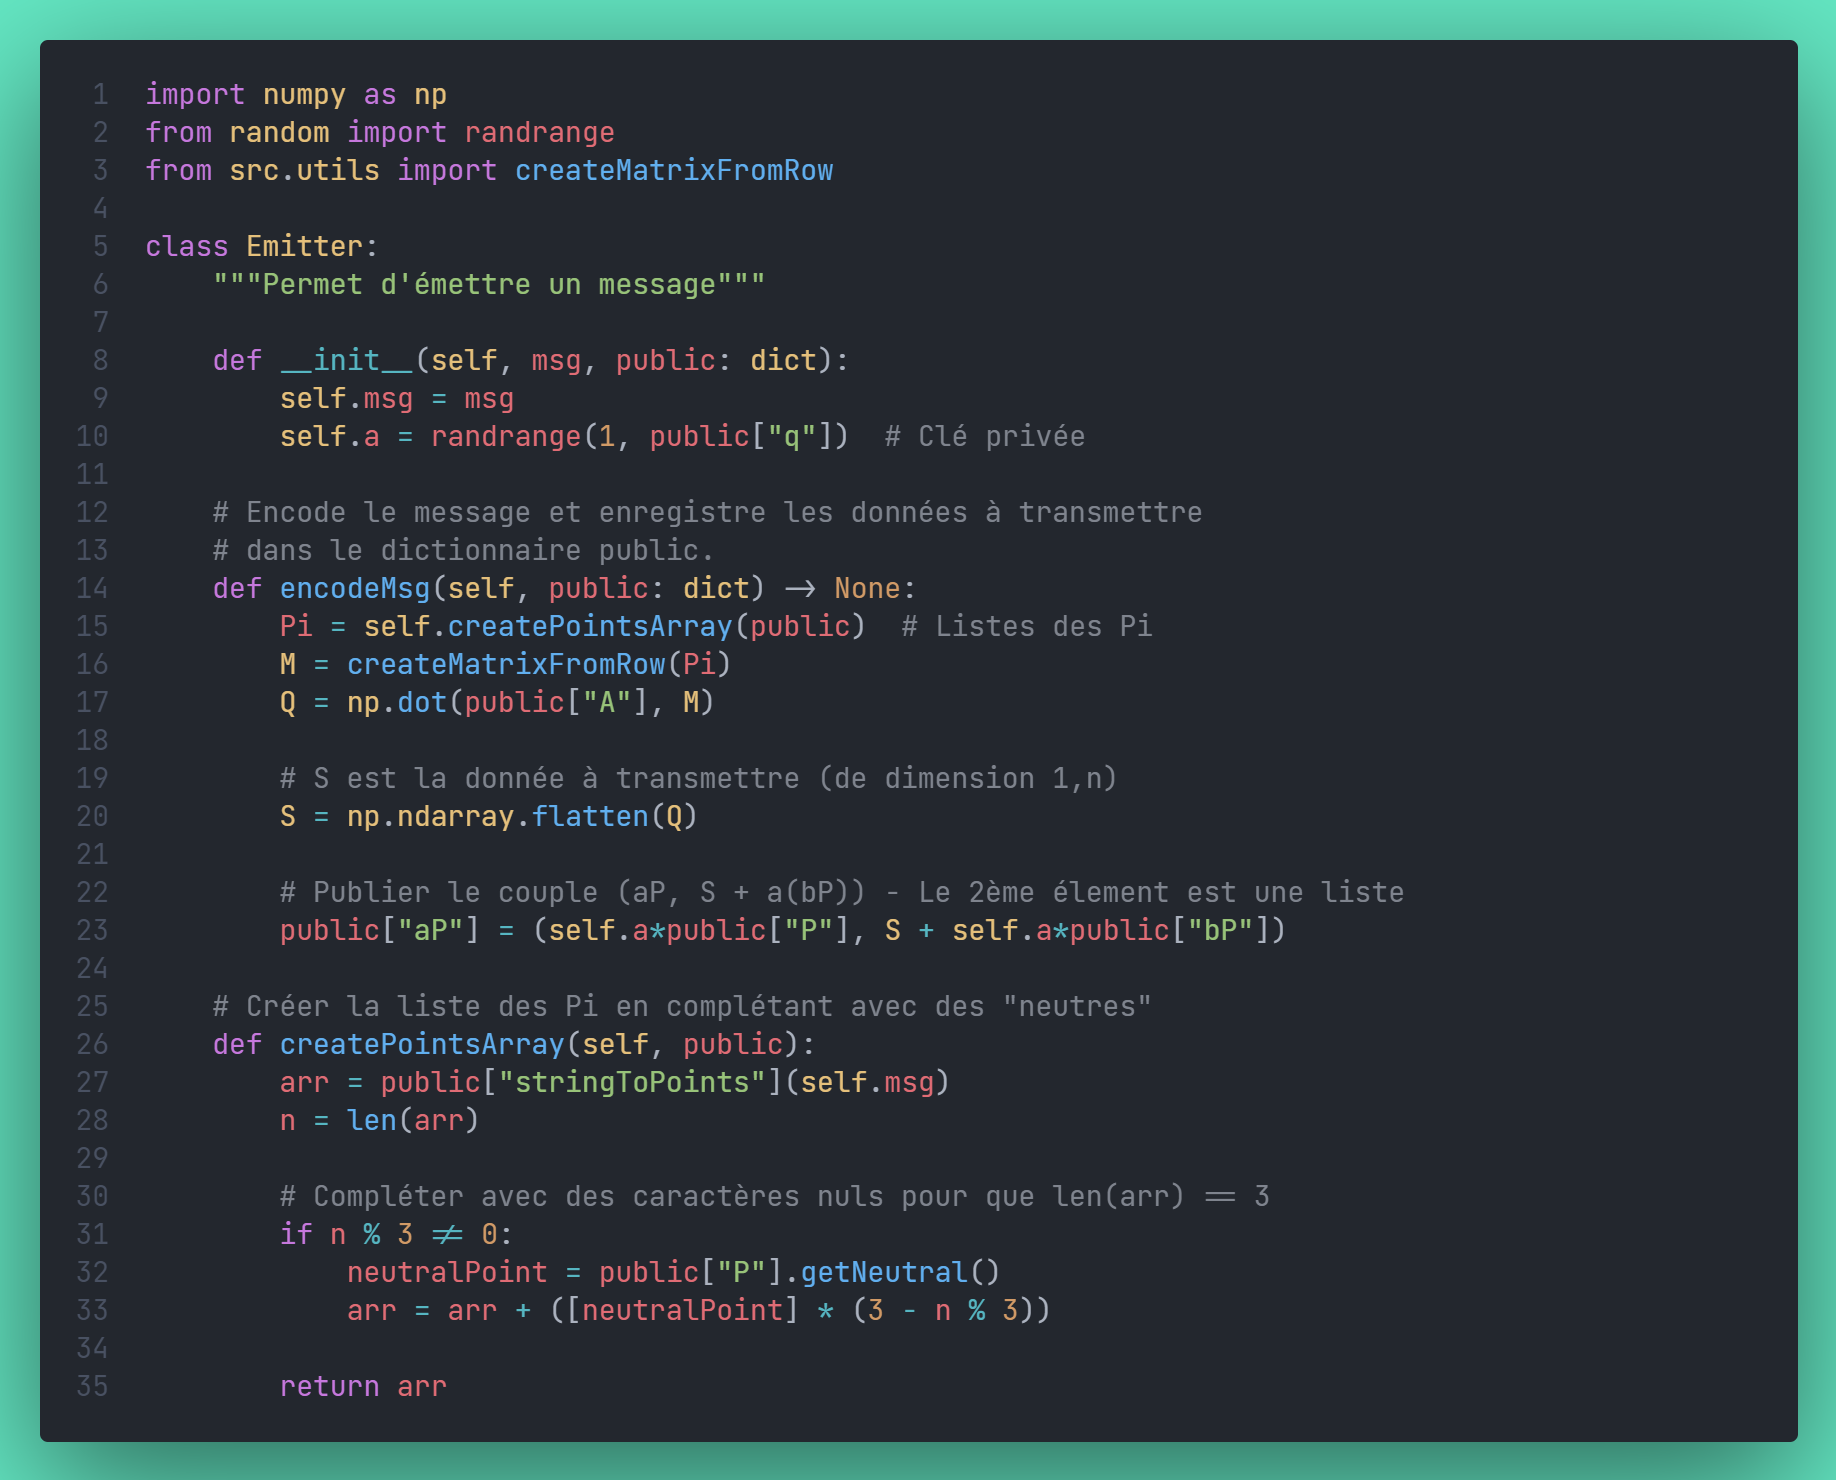 1 import numpy as np
2 from random import randrange
3 from src.utils import createMatrixFromRow
4
5 class Emitter:
6     """Permet d'émettre un message"""
7
8     def __init__(self, msg, public: dict):
9         self.msg = msg
10         self.a = randrange(1, public["q"])  # Clé privée
11
12     # Encode le message et enregistre les données à transmettre
13     # dans le dictionnaire public.
14     def encodeMsg(self, public: dict) -> None:
15         Pi = self.createPointsArray(public)  # Listes des Pi
16         M = createMatrixFromRow(Pi)
17         Q = np.dot(public["A"], M)
18
19         # S est la donnée à transmettre (de dimension 1,n)
20         S = np.ndarray.flatten(Q)
21
22         # Publier le couple (aP, S + a(bP)) - Le 2ème élement est une liste
23         public["aP"] = (self.a*public["P"], S + self.a*public["bP"])
24
25     # Créer la liste des Pi en complétant avec des "neutres"
26     def createPointsArray(self, public):
27         arr = public["stringToPoints"](self.msg)
28         n = len(arr)
29
30         # Compléter avec des caractères nuls pour que len(arr) == 3
31         if n % 3 != 0:
32             neutralPoint = public["P"].getNeutral()
33             arr = arr + ([neutralPoint] * (3 - n % 3))
34
35         return arr